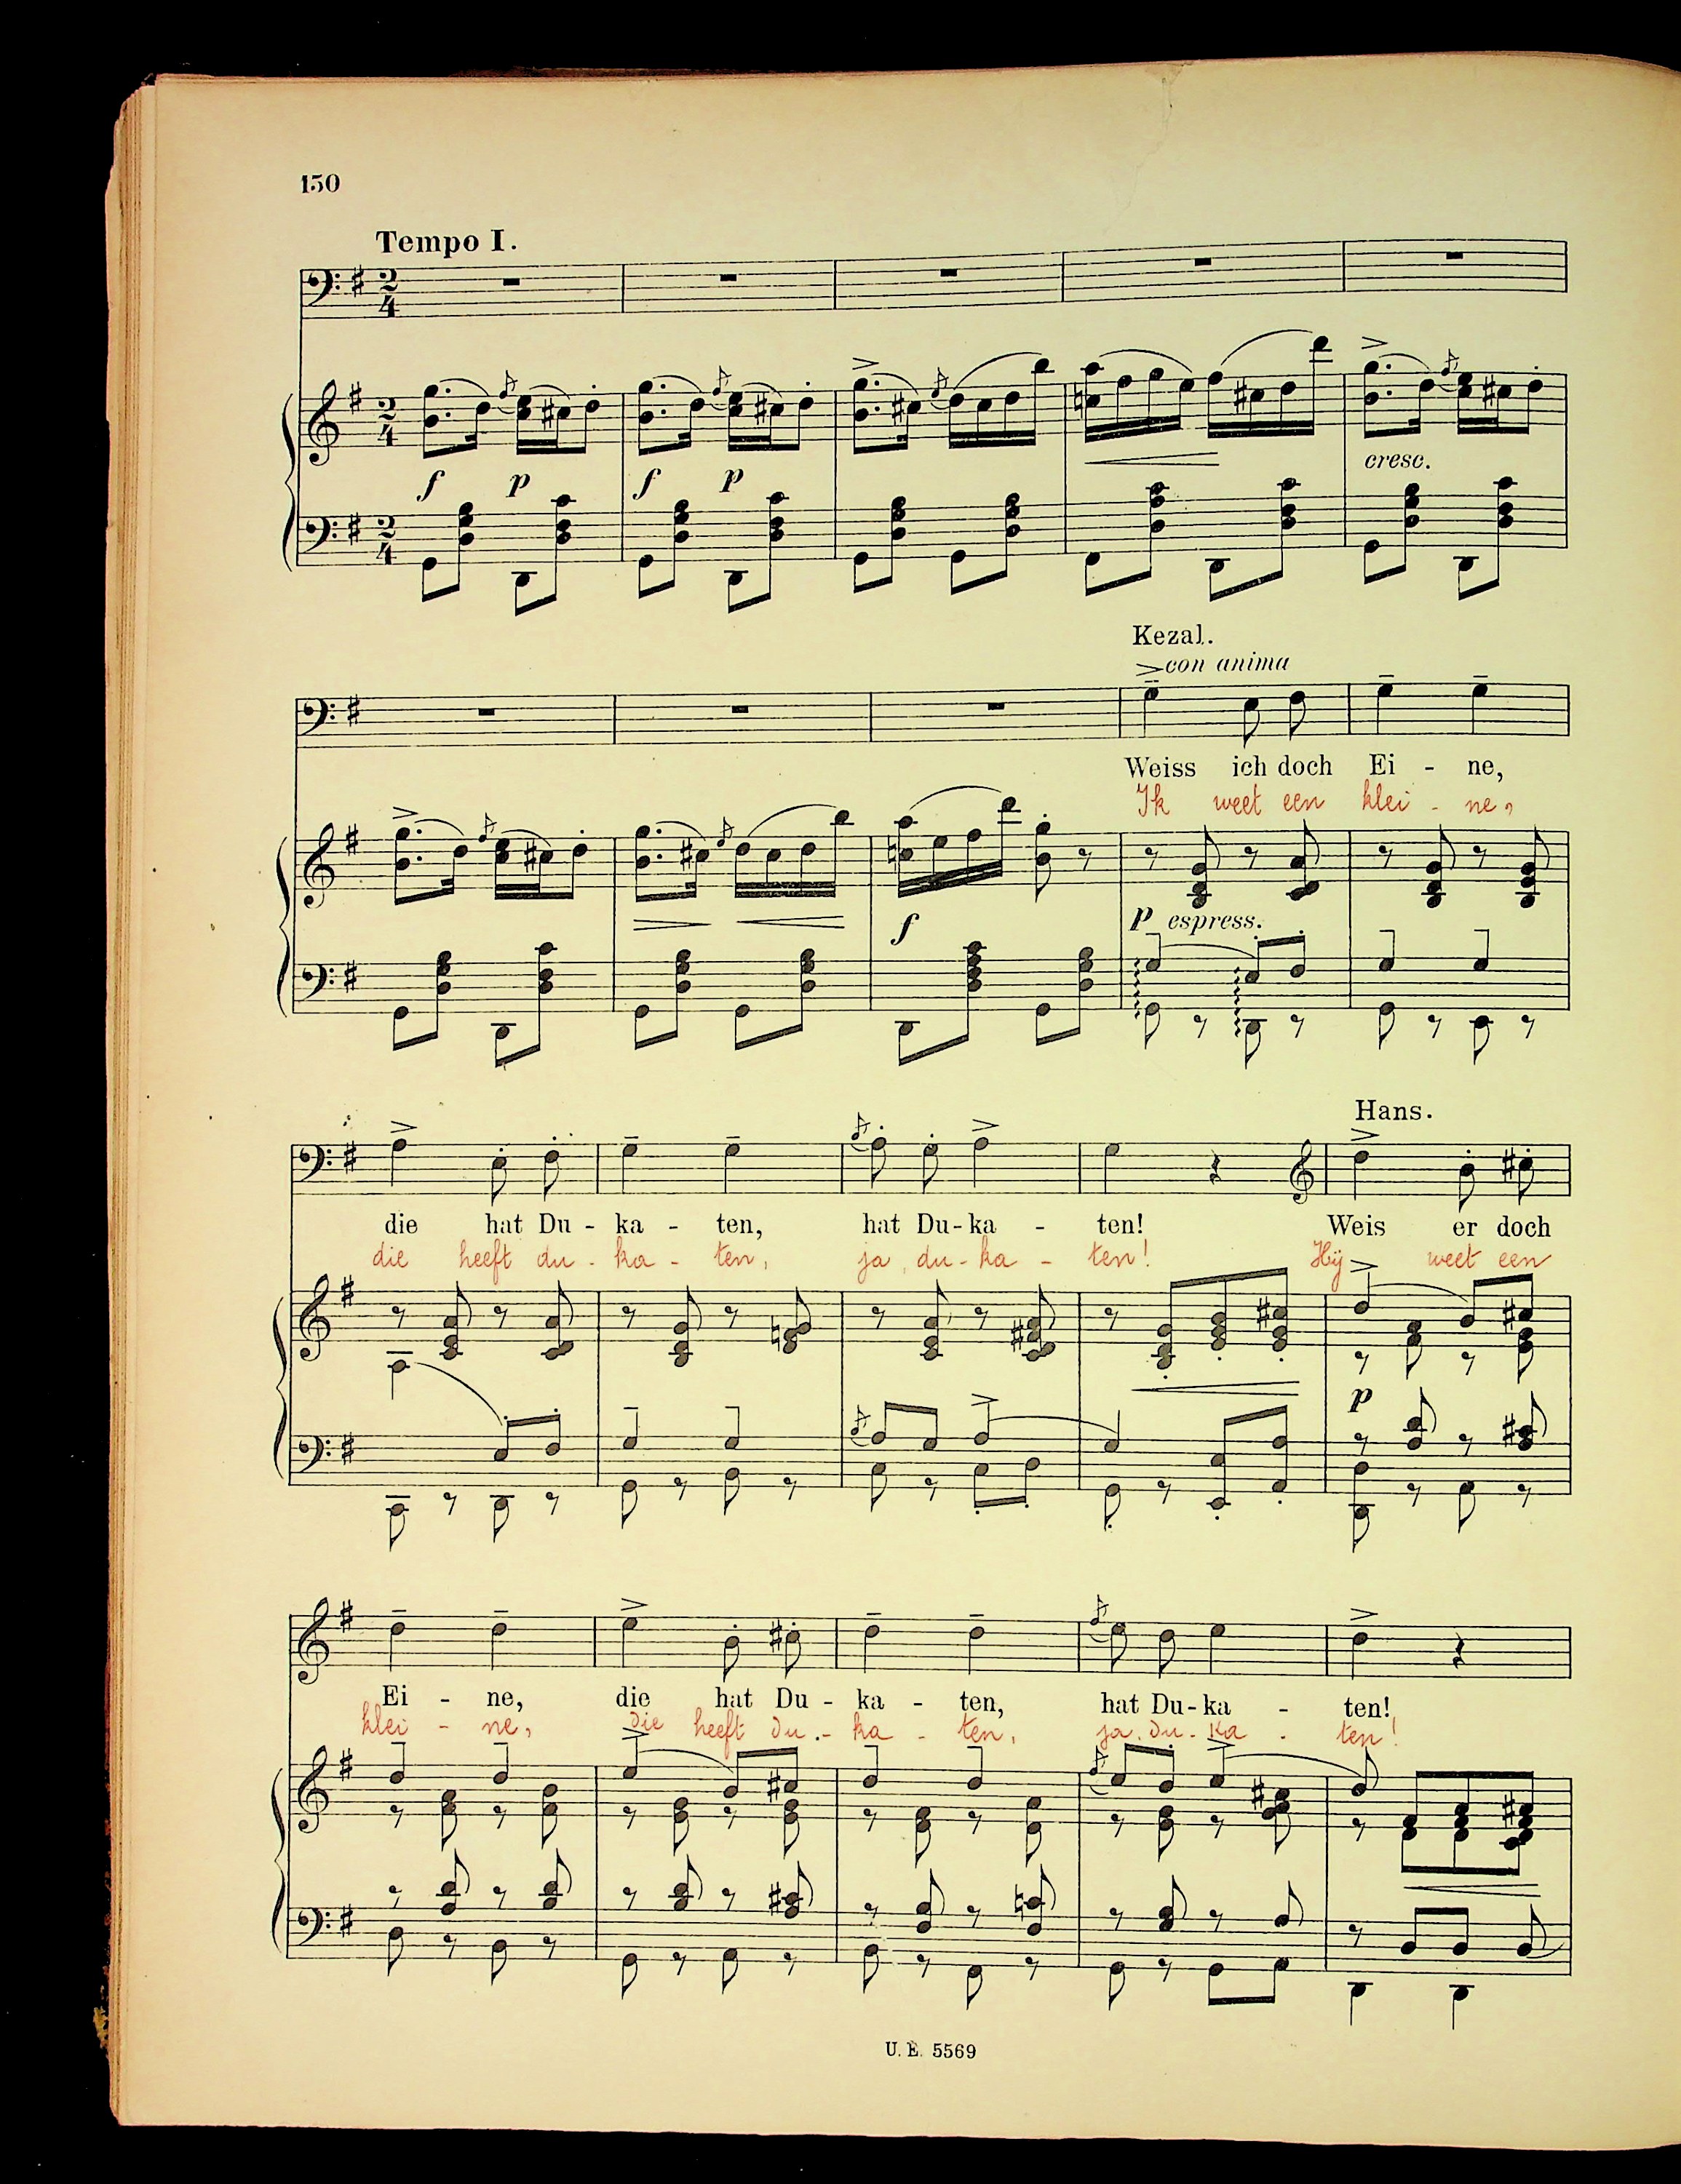 150
Tempo I.
f p f p cresc.
Kezal.
con anima
Weiss ich doch Ei - ne,
Ik weet een klei - ne,
f p espress.
Hans.
die hat Du - ka - ten, hat Du - ka - ten! Weis er doch
die heeft du - ka - ten, ja, du - ka - ten! Hij weet een
p
Ei - ne, die hat Du - ka - ten, hat Du - ka - ten!
klei - ne, die heeft du - ka - ten, ja, du - ka - ten!
U. E. 5569